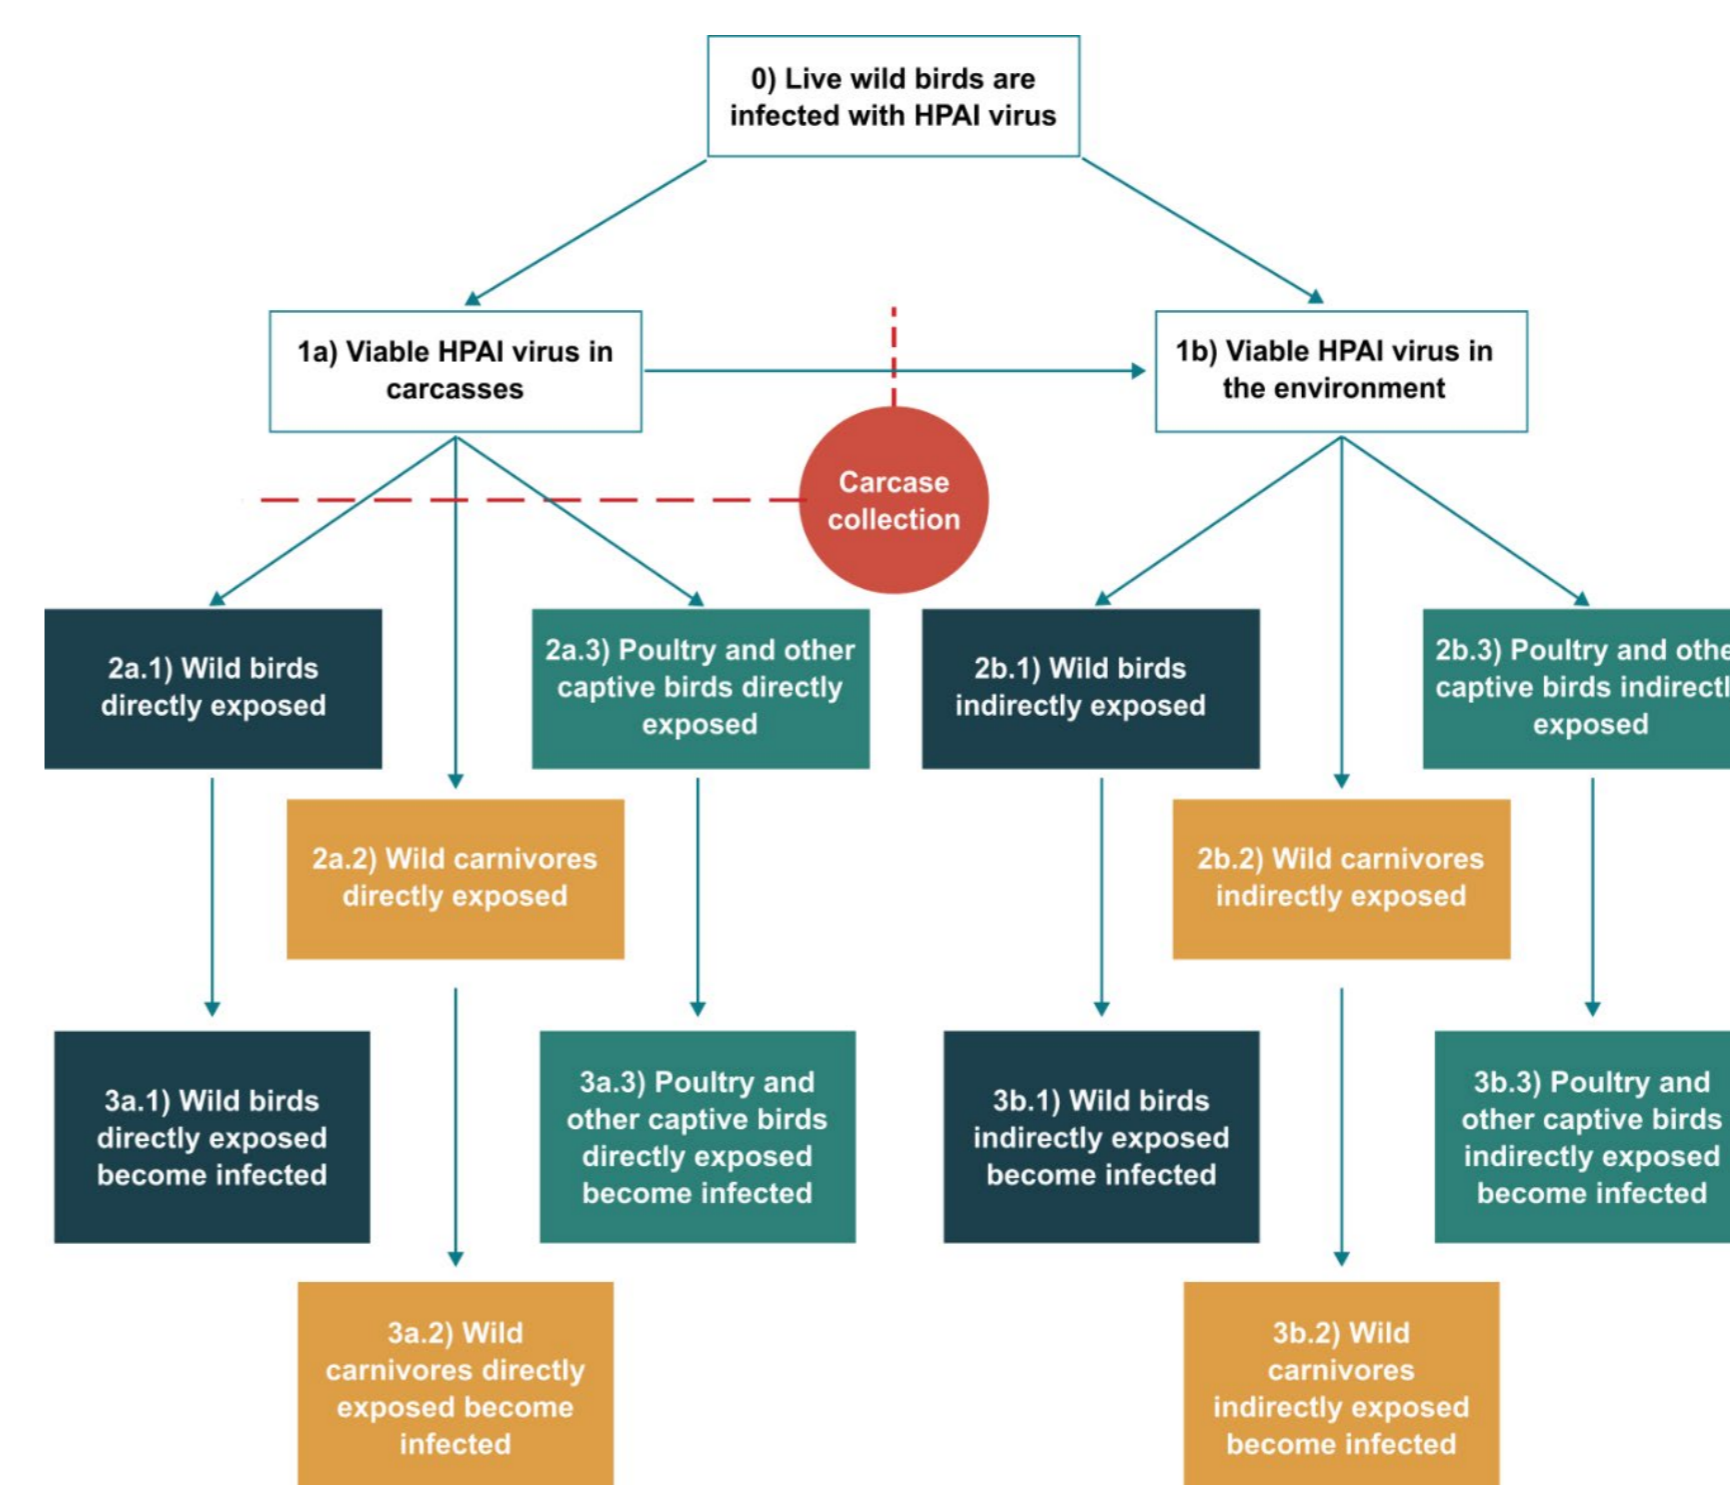 0) Live wild birds are
infected with HPAI virus
1a) Viable HPAI virus in
carcasses
1b) Viable HPAI virus in
the environment
Carcase
collection
2a.1) Wild birds
directly exposed
2a.3) Poultry and other
captive birds directly
exposed
2b.1) Wild birds
indirectly exposed
2b.3) Poultry and othe
captive birds indirectl
exposed
2a.2) Wild carnivores
directly exposed
2b.2) Wild carnivores
indirectly exposed
3a.1) Wild birds
directly exposed
become infected
3a.3) Poultry and
other captive birds
directly exposed
become infected
3b.1) Wild birds
indirectly exposed
become infected
3b.3) Poultry and
other captive birds
indirectly exposed
become infected
3a.2) Wild
carnivores directly
exposed become
infected
3b.2) Wild
carnivores
indirectly exposed
become infected